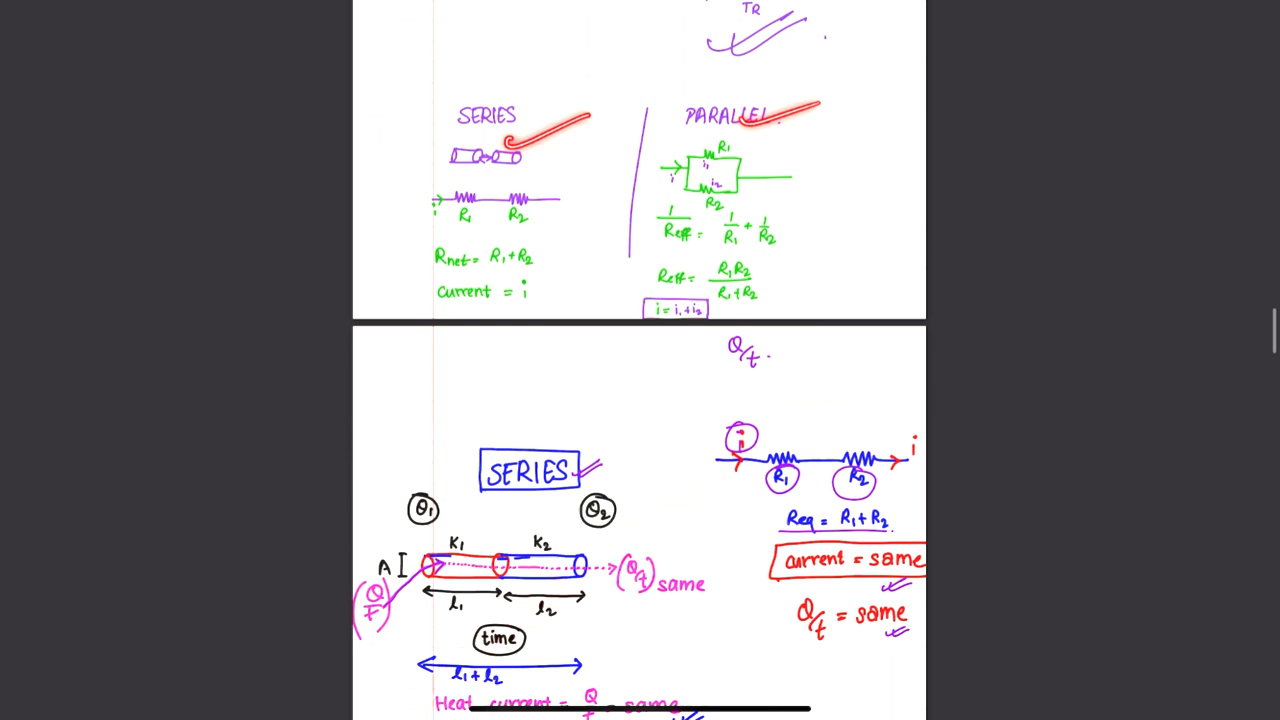 TR
SERIES
R₁ R₂
i
Rnet = R₁+R₂
current = i
PARALLEL.
R₁
i₁
i
i₂
R₂
1/Reff = 1/R₁ + 1/R₂
Reff = R₁R₂/R₁+R₂
i = i₁+i₂
Q/t.
SERIES
θ₁ θ₂
K₁ K₂
A
(Q/t)
(Q/t) same
l₁ l₂
time
l₁+l₂
Heat current = Q/t = same
i i
R₁ R₂
Req = R₁+R₂.
current = same
Q/t = same